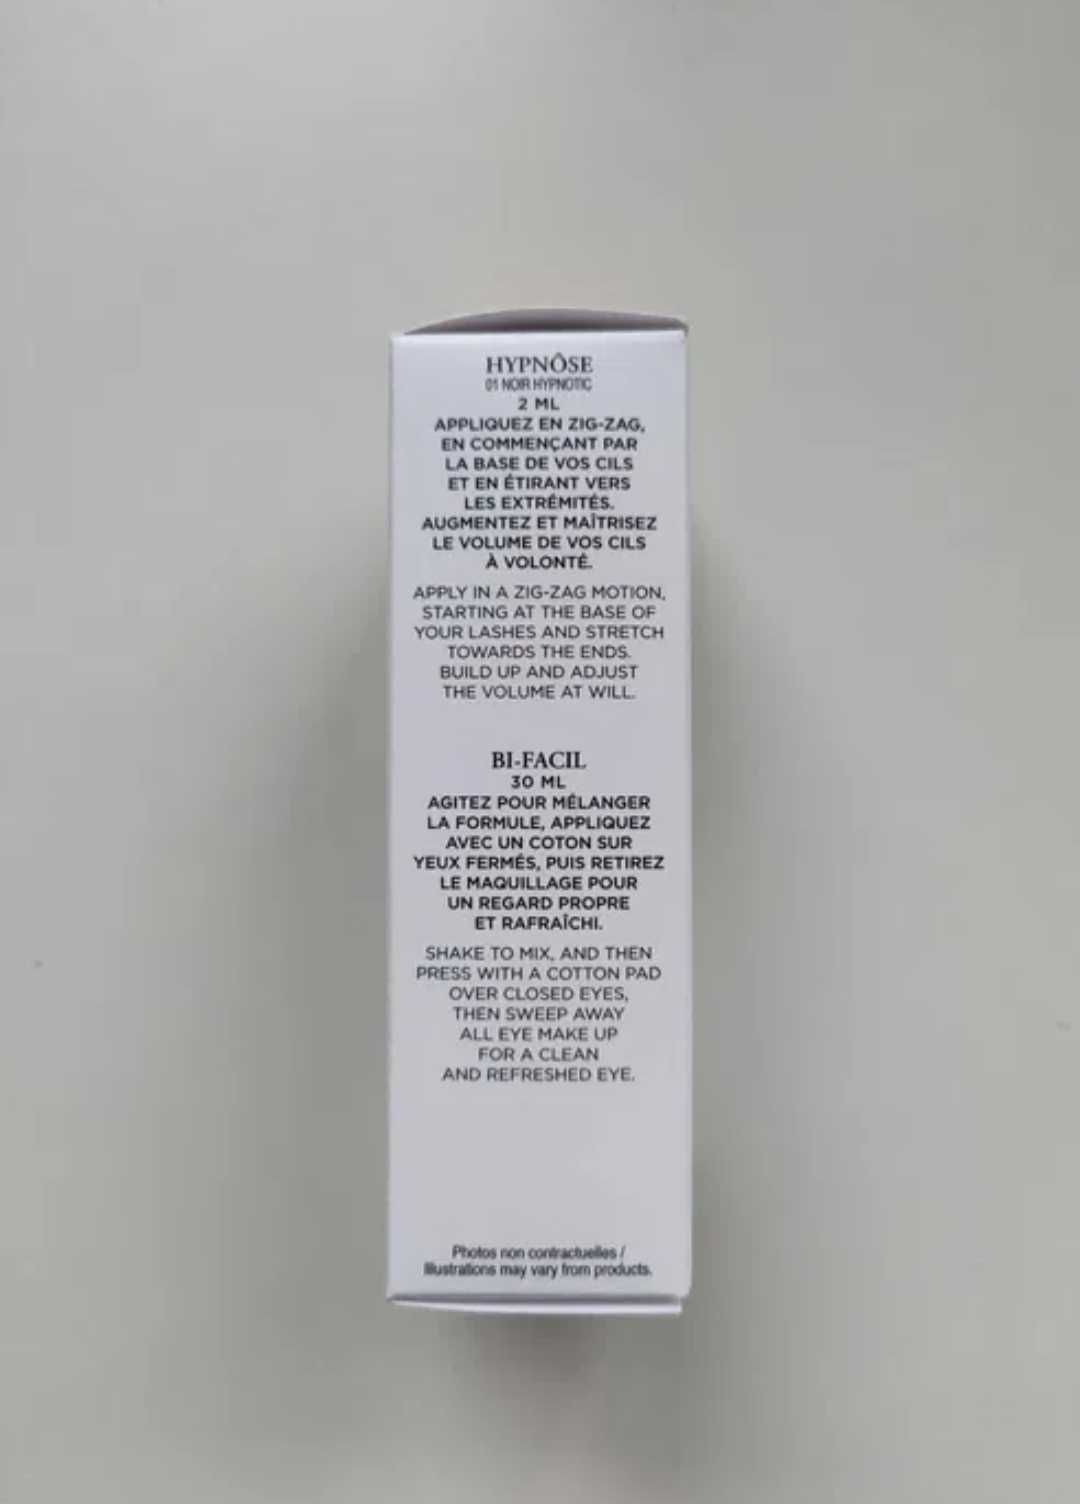 HYPNÔSE
01 NOIR HYPNOTIC
2 ML
APPLIQUEZ EN ZIG-ZAG,
EN COMMENÇANT PAR
LA BASE DE VOS CILS
ET EN ÉTIRANT VERS
LES EXTRÉMITÉS.
AUGMENTEZ ET MAÎTRISEZ
LE VOLUME DE VOS CILS
À VOLONTÉ.
APPLY IN A ZIG-ZAG MOTION,
STARTING AT THE BASE OF
YOUR LASHES AND STRETCH
TOWARDS THE ENDS.
BUILD UP AND ADJUST
THE VOLUME AT WILL.
BI-FACIL
30 ML
AGITEZ POUR MÉLANGER
LA FORMULE, APPLIQUEZ
AVEC UN COTON SUR
YEUX FERMÉS, PUIS RETIREZ
LE MAQUILLAGE POUR
UN REGARD PROPRE
ET RAFRAÎCHI.
SHAKE TO MIX, AND THEN
PRESS WITH A COTTON PAD
OVER CLOSED EYES,
THEN SWEEP AWAY
ALL EYE MAKE UP
FOR A CLEAN
AND REFRESHED EYE.
Photos non contractuelles /
Illustrations may vary from products.